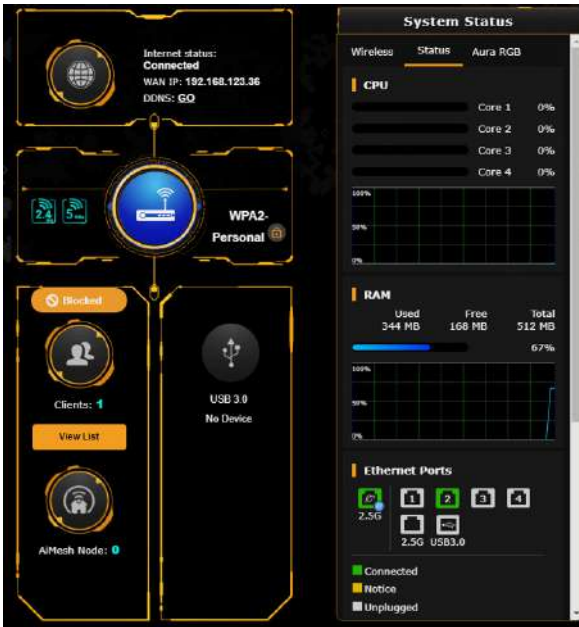 Internet status:
Connected
WAN IP: 192.168.123.36
DDNS: GO
2.4
5
WPA2-
Personal
Blocked
Clients: 1
View List
AiMesh Node: 0
USB 3.0
No Device
System Status
Wireless Status Aura RGB
CPU
Core 1 0%
Core 2 0%
Core 3 0%
Core 4 0%
100%
50%
0%
RAM
Used Free Total
344 MB 168 MB 512 MB
67%
100%
50%
0%
Ethernet Ports
1 2 3 4
2.5G
2.5G USB3.0
Connected
Notice
Unplugged